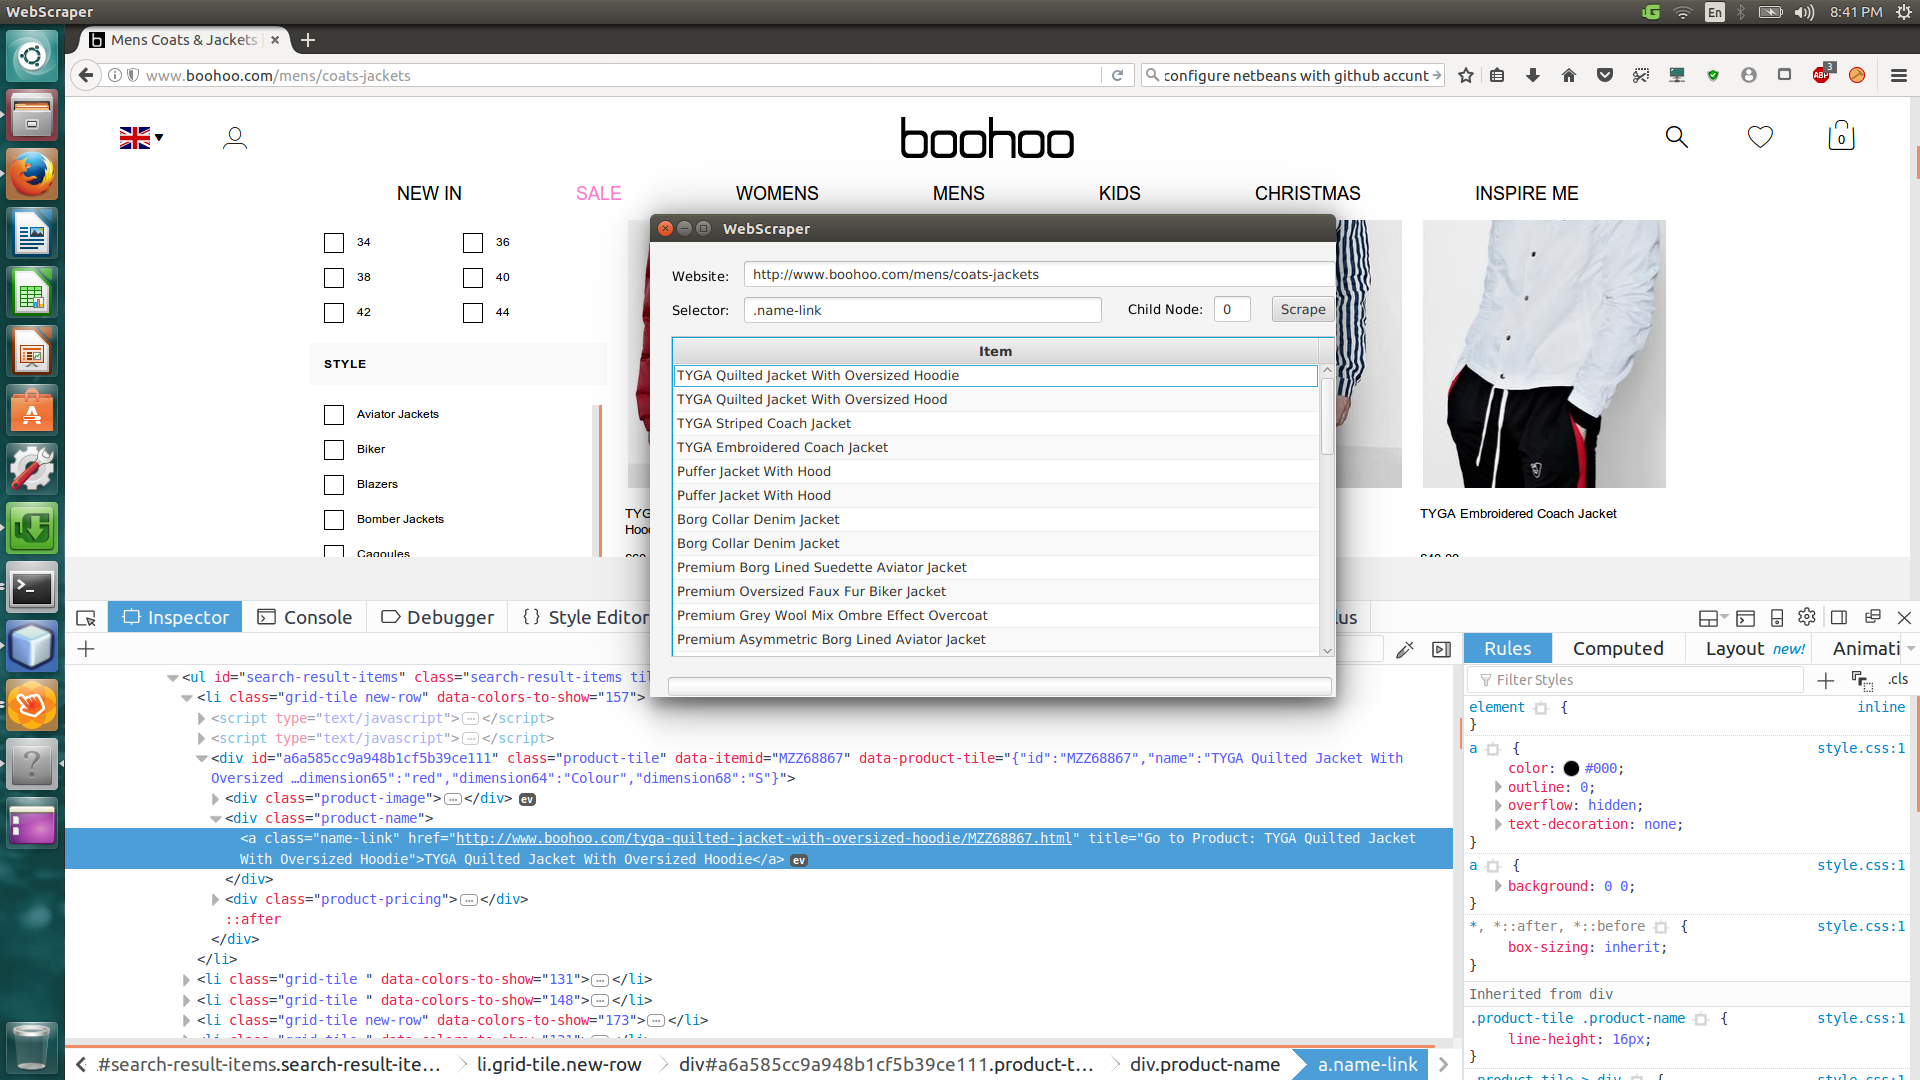 WebScraper
En
8:41 PM
Mens Coats & Jackets
www.boohoo.com/mens/coats-jackets
configure netbeans with github accunt
ABP
3
boohoo
0
NEW IN
SALE
WOMENS
MENS
KIDS
CHRISTMAS
INSPIRE ME
34
36
38
40
42
44
STYLE
Aviator Jackets
Biker
Blazers
Bomber Jackets
Cagoules
TYGA Embroidered Coach Jacket
WebScraper
Website:
http://www.boohoo.com/mens/coats-jackets
Selector:
.name-link
Child Node:
0
Scrape
Item
TYGA Quilted Jacket With Oversized Hoodie
TYGA Quilted Jacket With Oversized Hood
TYGA Striped Coach Jacket
TYGA Embroidered Coach Jacket
Puffer Jacket With Hood
Puffer Jacket With Hood
Borg Collar Denim Jacket
Borg Collar Denim Jacket
Premium Borg Lined Suedette Aviator Jacket
Premium Oversized Faux Fur Biker Jacket
Premium Grey Wool Mix Ombre Effect Overcoat
Premium Asymmetric Borg Lined Aviator Jacket
Inspector
Console
Debugger
{} Style Editor
<ul id="search-result-items" class="search-result-items til
<li class="grid-tile new-row" data-colors-to-show="157">
<script type="text/javascript">…</script>
<script type="text/javascript">…</script>
<div id="a6a585cc9a948b1cf5b39ce111" class="product-tile" data-itemid="MZZ68867" data-product-tile="{"id":"MZZ68867","name":"TYGA Quilted Jacket With
Oversized …dimension65":"red","dimension64":"Colour","dimension68":"S"}">
<div class="product-image">…</div> ev
<div class="product-name">
<a class="name-link" href="http://www.boohoo.com/tyga-quilted-jacket-with-oversized-hoodie/MZZ68867.html" title="Go to Product: TYGA Quilted Jacket
With Oversized Hoodie">TYGA Quilted Jacket With Oversized Hoodie</a> ev
</div>
<div class="product-pricing">…</div>
::after
</div>
</li>
<li class="grid-tile " data-colors-to-show="131">…</li>
<li class="grid-tile " data-colors-to-show="148">…</li>
<li class="grid-tile new-row" data-colors-to-show="173">…</li>
#search-result-items.search-result-ite...
li.grid-tile.new-row
div#a6a585cc9a948b1cf5b39ce111.product-t...
div.product-name
a.name-link
Rules
Computed
Layout new!
Animati
Filter Styles
.cls
element {
inline
}
a {
style.css:1
color: #000;
outline: 0;
overflow: hidden;
text-decoration: none;
}
a {
style.css:1
background: 0 0;
}
*, *::after, *::before {
style.css:1
box-sizing: inherit;
}
Inherited from div
.product-tile .product-name {
style.css:1
line-height: 16px;
}